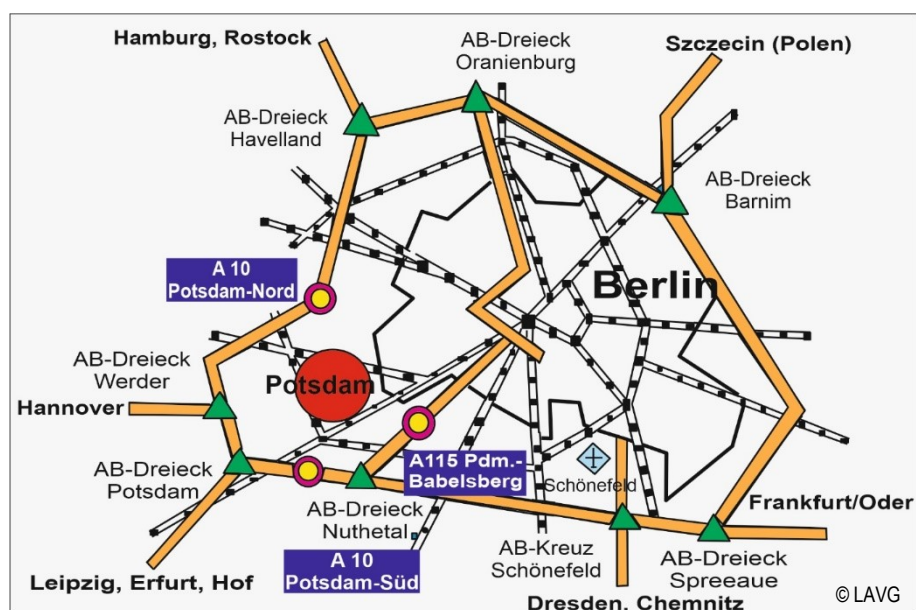 Hamburg, Rostock
AB-Dreieck
Oranienburg
Szczecin (Polen)
AB-Dreieck
Havelland
AB-Dreieck
Barnim
A 10
Potsdam-Nord
Berlin
AB-Dreieck
Werder
Potsdam
Hannover
AB-Dreieck
Potsdam
A115 Pdm.-
Babelsberg
Schönefeld
Frankfurt/Oder
AB-Dreieck
Nuthetal
A 10
Potsdam-Süd
AB-Kreuz
Schönefeld
AB-Dreieck
Spreeaue
Leipzig, Erfurt, Hof
Dresden, Chemnitz
© LAVG